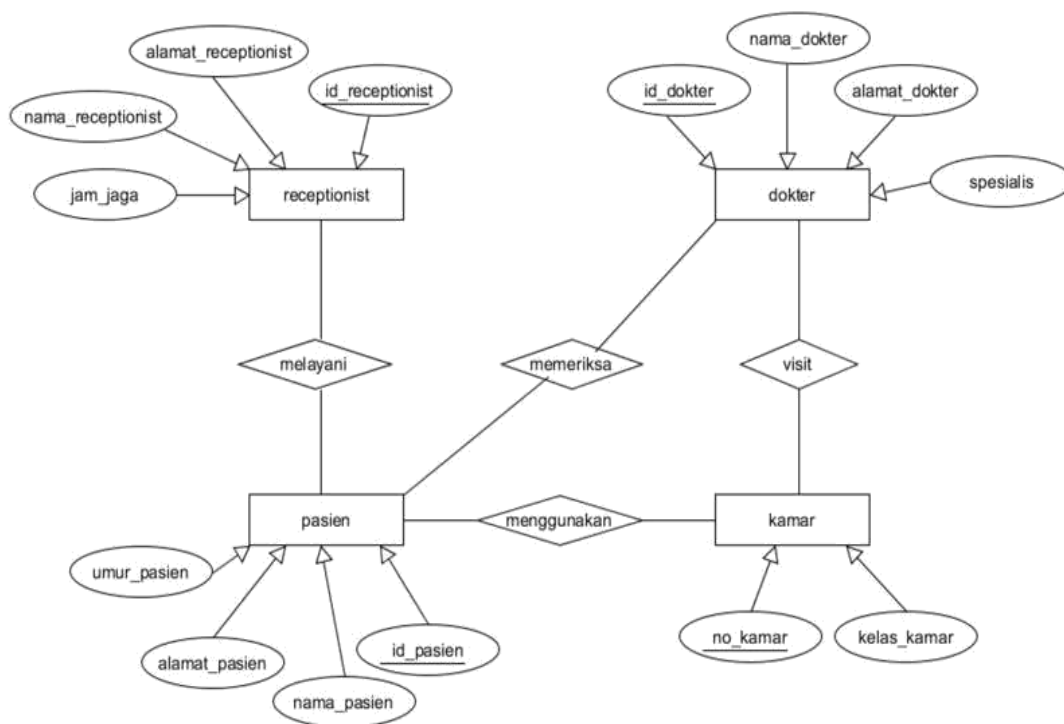 nama_dokter
alamat_receptionist
id_receptionist
id_dokter
alamat_dokter
nama_receptionist
jam_jaga
receptionist
dokter
spesialis
melayani
memeriksa
visit
pasien
menggunakan
kamar
umur_pasien
alamat_pasien
id_pasien
nama_pasien
no_kamar
kelas_kamar